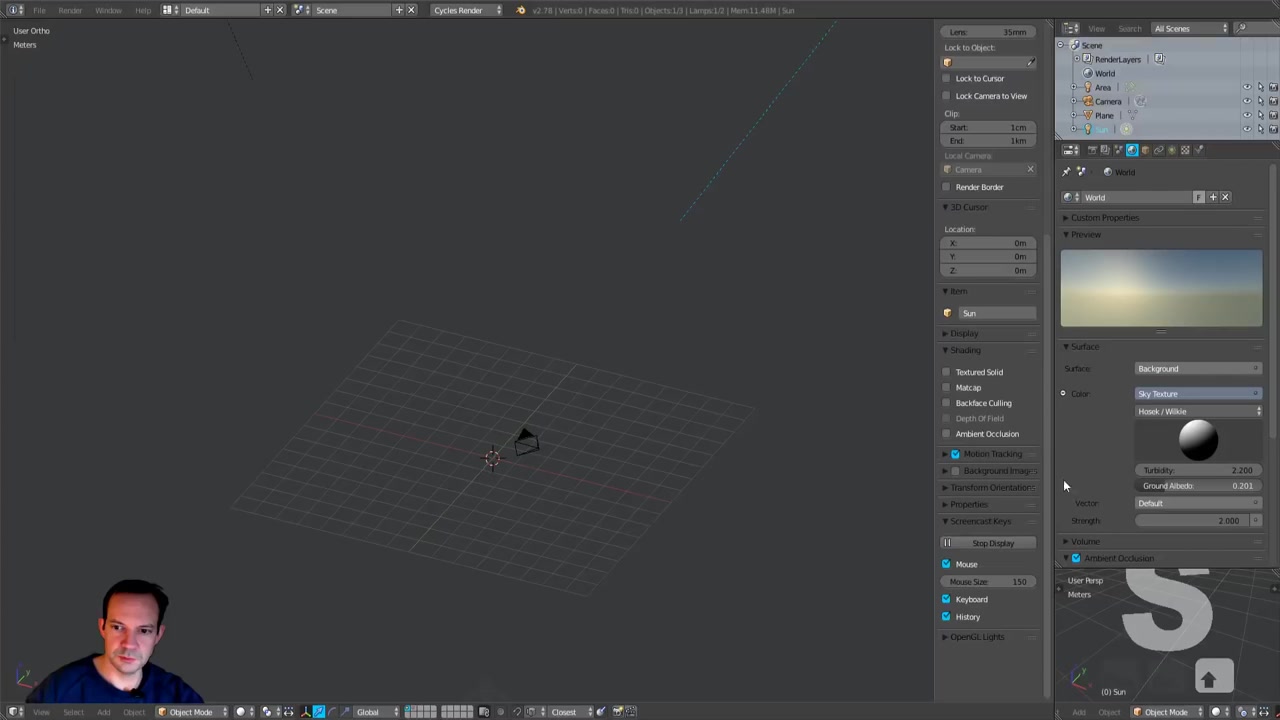 File
Render
Window
Help
Default
Scene
Cycles Render
v2.78 | Verts:0 | Faces:0 | Tris:0 | Objects:1/3 | Lamps:1/2 | Mem:11.48M | Sun
User Ortho
Meters
Lens: 35mm
Lock to Object:
Lock to Cursor
Lock Camera to View
Clip:
Start: 1cm
End: 1km
Local Camera:
Camera
Render Border
3D Cursor
Location:
X: 0m
Y: 0m
Z: 0m
Item
Sun
Display
Shading
Textured Solid
Matcap
Backface Culling
Depth Of Field
Ambient Occlusion
Motion Tracking
Background Images
Transform Orientations
Properties
Screencast Keys
Stop Display
Mouse
Mouse Size: 150
Keyboard
History
OpenGL Lights
View
Search
All Scenes
Scene
RenderLayers
World
Area
Camera
Plane
Sun
World
World
F
Custom Properties
Preview
Surface
Surface:
Background
Color:
Sky Texture
Hosek / Wilkie
Turbidity: 2.200
Ground Albedo: 0.201
Vector:
Default
Strength:
2.000
Volume
Ambient Occlusion
User Persp
Meters
S
(0) Sun
View
Select
Add
Object
Object Mode
Global
Closest
Add
Object
Object Mode